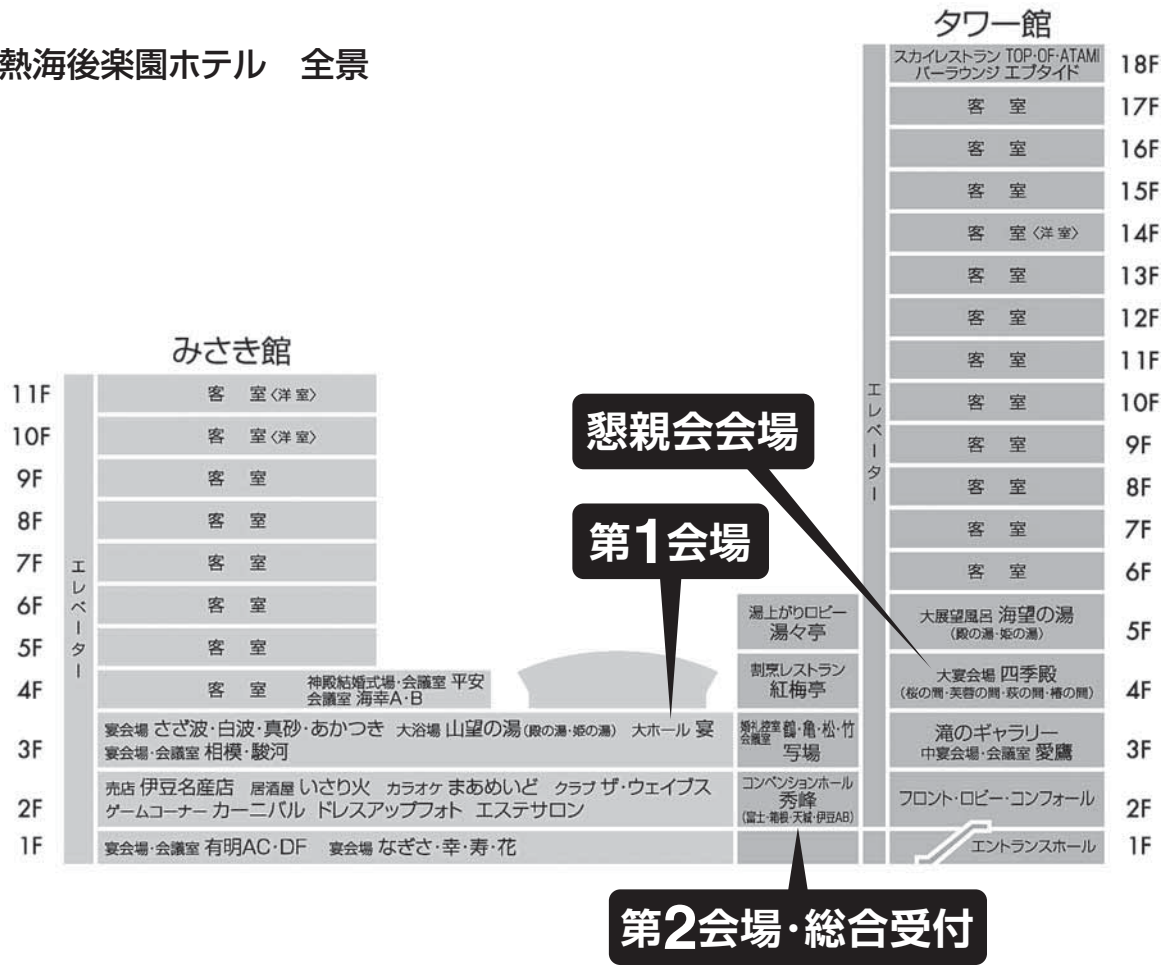 熱海後楽園ホテル 全景
タワー館
スカイレストラン TOP・OF・ATAMI
バーラウンジ エブタイド
18F
客 室
17F
客 室
16F
客 室
15F
客 室〈洋室〉
14F
客 室
13F
客 室
12F
客 室
11F
客 室
10F
客 室
9F
客 室
8F
客 室
7F
客 室
6F
大展望風呂 海望の湯
(殿の湯・姫の湯)
5F
大宴会場 四季殿
(桜の間・芙蓉の間・萩の間・椿の間)
4F
滝のギャラリー
中宴会場・会議室 愛鷹
3F
フロント・ロビー・コンフォール
2F
エントランスホール
1F
エレベーター
湯上がりロビー
湯々亭
割烹レストラン
紅梅亭
婚礼控室
会議室
鶴・亀・松・竹
写場
コンベンションホール
秀峰
(富士・箱根・天城・伊豆AB)
みさき館
11F
客 室〈洋室〉
10F
客 室〈洋室〉
9F
客 室
8F
客 室
7F
客 室
6F
客 室
5F
客 室
4F
客 室
神殿結婚式場・会議室 平安
会議室 海幸A・B
3F
宴会場 さざ波・白波・真砂・あかつき 大浴場 山望の湯(殿の湯・姫の湯) 大ホール 宴
宴会場・会議室 相模・駿河
2F
売店 伊豆名産店 居酒屋 いさり火 カラオケ まあめいど クラブ ザ・ウェイブス
ゲームコーナー カーニバル ドレスアップフォト エステサロン
1F
宴会場・会議室 有明AC・DF 宴会場 なぎさ・幸・寿・花
エレベーター
懇親会会場
第1会場
第2会場・総合受付